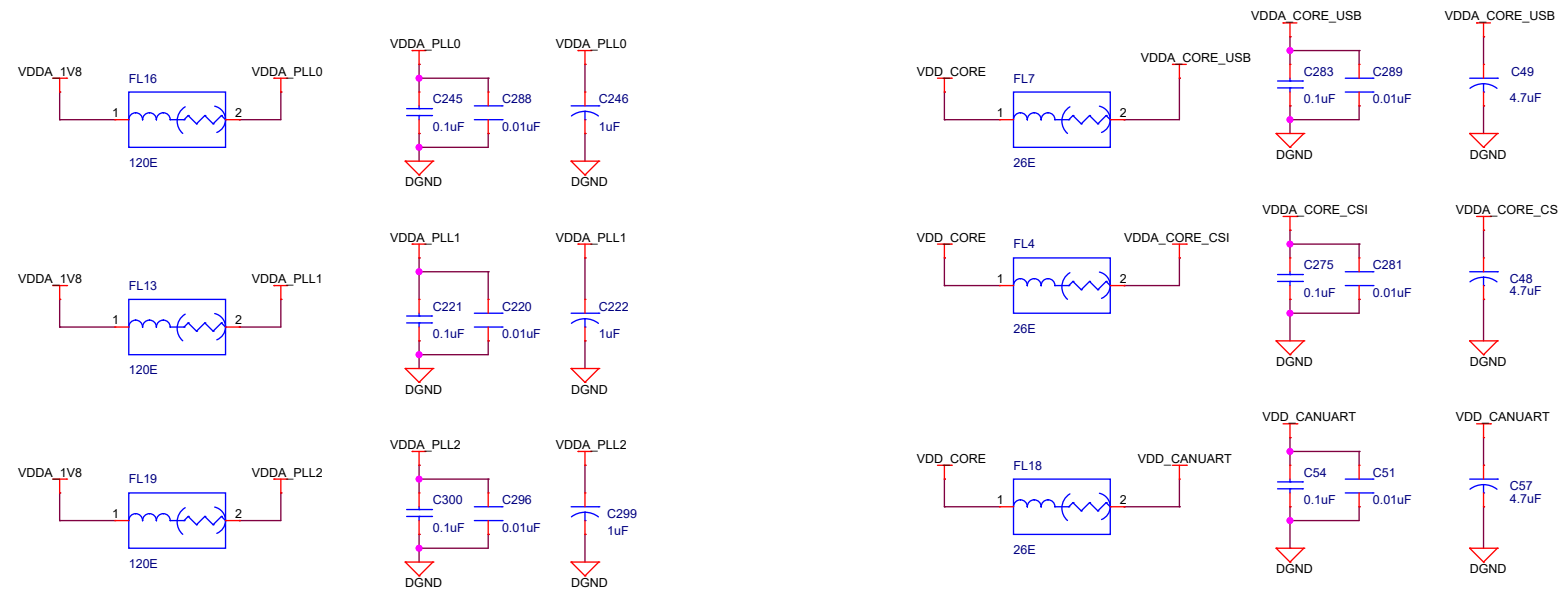 VDDA_1V8
FL16
1
2
120E
VDDA_PLL0
VDDA_PLL0
C245
0.1uF
C288
0.01uF
DGND
VDDA_PLL0
C246
1uF
DGND
VDD_CORE
FL7
1
2
26E
VDDA_CORE_USB
VDDA_CORE_USB
C283
0.1uF
C289
0.01uF
DGND
VDDA_CORE_USB
C49
4.7uF
DGND
VDDA_1V8
FL13
1
2
120E
VDDA_PLL1
VDDA_PLL1
C221
0.1uF
C220
0.01uF
DGND
VDDA_PLL1
C222
1uF
DGND
VDD_CORE
FL4
1
2
26E
VDDA_CORE_CSI
VDDA_CORE_CSI
C275
0.1uF
C281
0.01uF
DGND
VDDA_CORE_CS
C48
4.7uF
DGND
VDDA_1V8
FL19
1
2
120E
VDDA_PLL2
VDDA_PLL2
C300
0.1uF
C296
0.01uF
DGND
VDDA_PLL2
C299
1uF
DGND
VDD_CORE
FL18
1
2
26E
VDD_CANUART
VDD_CANUART
C54
0.1uF
C51
0.01uF
DGND
VDD_CANUART
C57
4.7uF
DGND